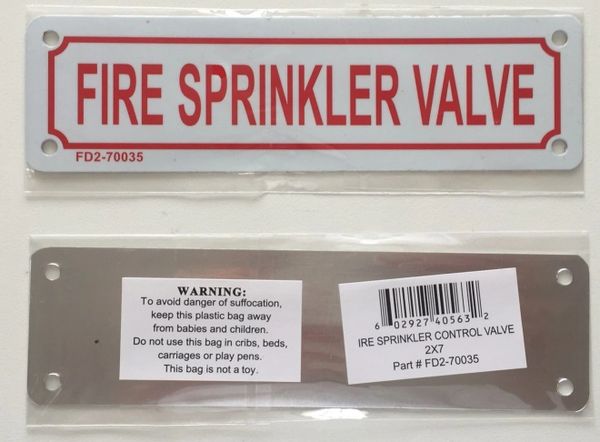 FIRE SPRINKLER VALVE
FD2-70035
WARNING:
To avoid danger of suffocation,
keep this plastic bag away
from babies and children.
Do not use this bag in cribs, beds,
carriages or play pens.
This bag is not a toy.
6 02927 40563 2
IRE SPRINKLER CONTROL VALVE
2X7
Part # FD2-70035